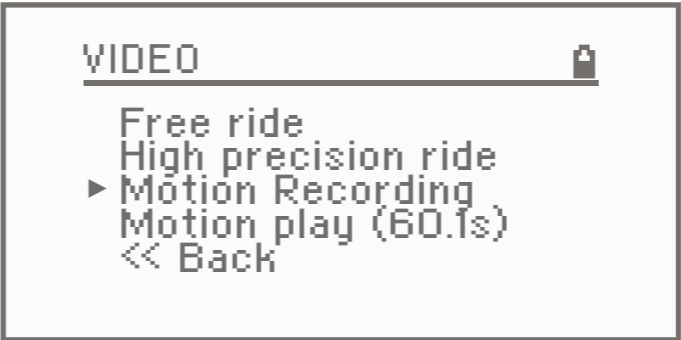 VIDEO
Free ride
High precision ride
Motion Recording
Motion play (60.1s)
<< Back